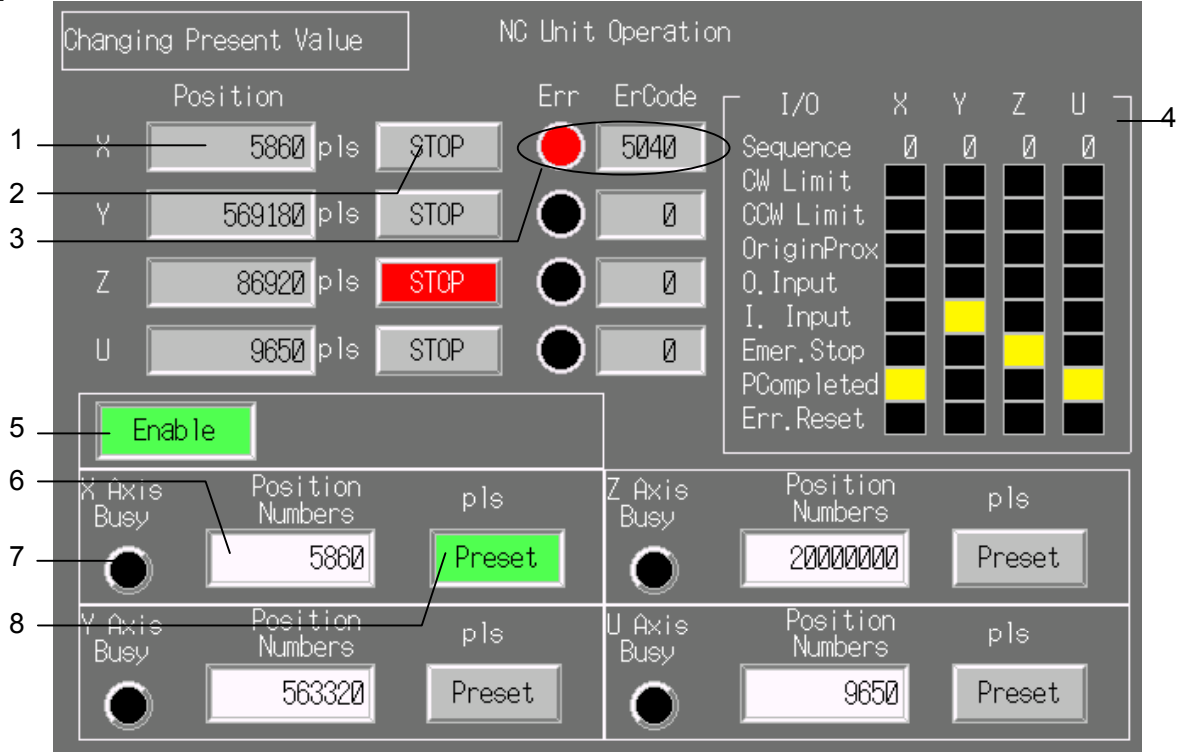 Changing Present Value NC Unit Operation
Position Err ErCode
1 X 5860 pls STOP 5040
2 Y 569180 pls STOP 0
3
Z 86920 pls STOP 0
U 9650 pls STOP 0
I/O X Y Z U 4
Sequence 0 0 0 0
CW Limit
CCW Limit
OriginProx
O.Input
I. Input
Emer.Stop
PCompleted
Err.Reset
5 Enable
6 X Axis Busy Position Numbers pls
7 5860 Preset
Z Axis Busy Position Numbers pls
20000000 Preset
8 Y Axis Busy Position Numbers pls
563320 Preset
U Axis Busy Position Numbers pls
9650 Preset